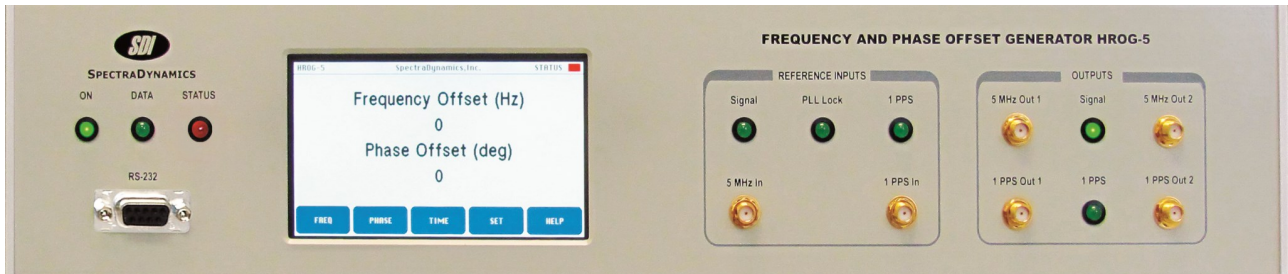 SDI
SPECTRADYNAMICS
ON DATA STATUS
RS-232
HROG-5 SpectraDynamics,Inc. STATUS
Frequency Offset (Hz)
0
Phase Offset (deg)
0
FREQ PHASE TIME SET HELP
FREQUENCY AND PHASE OFFSET GENERATOR HROG-5
REFERENCE INPUTS
Signal PLL Lock 1 PPS
5 MHz In 1 PPS In
OUTPUTS
5 MHz Out 1 Signal 5 MHz Out 2
1 PPS Out 1 1 PPS 1 PPS Out 2